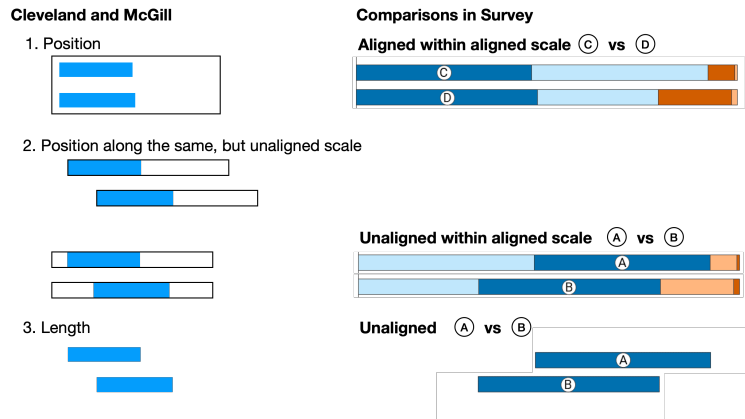 Cleveland and McGill
Comparisons in Survey
1. Position
Aligned within aligned scale C vs D
C
D
2. Position along the same, but unaligned scale
Unaligned within aligned scale A vs B
A
B
3. Length
Unaligned A vs B
A
B